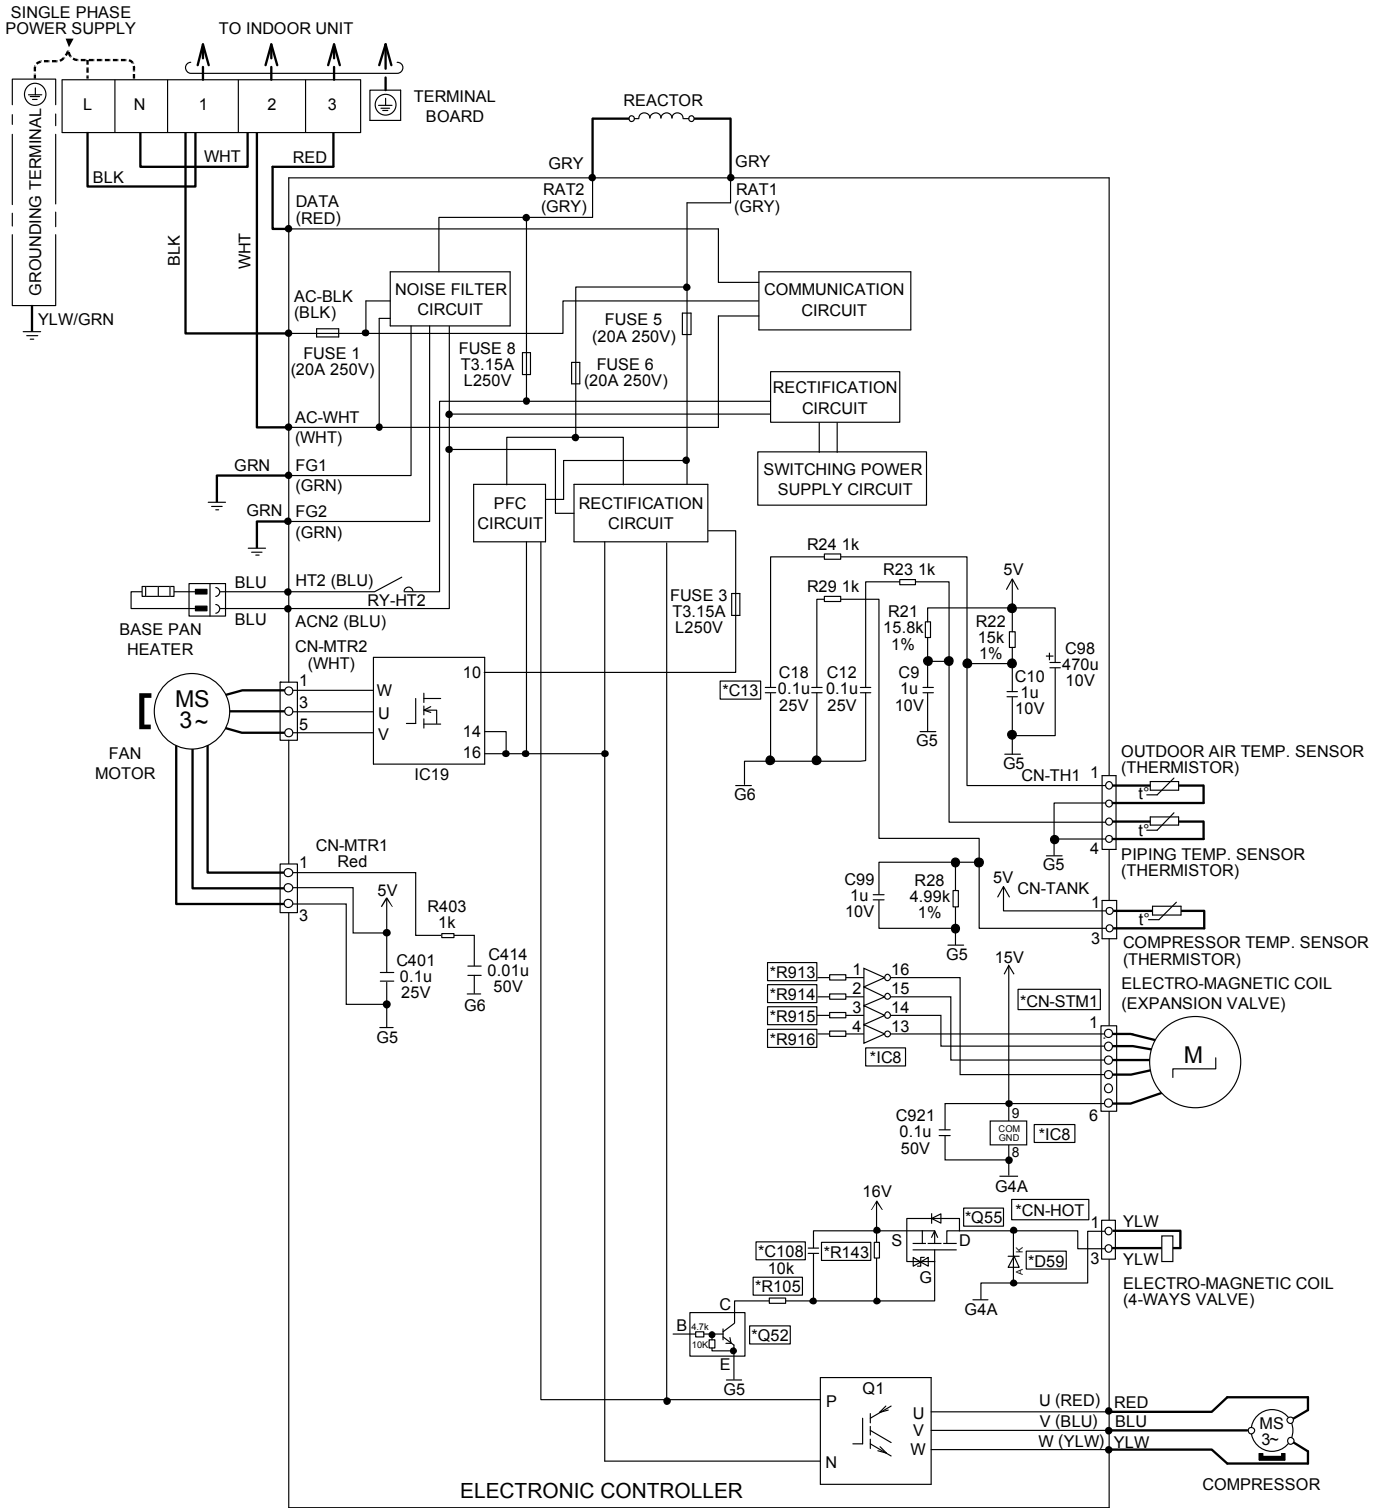 SINGLE PHASE
POWER SUPPLY
TO INDOOR UNIT
L
N
1
2
3
TERMINAL
BOARD
GROUNDING TERMINAL
REACTOR
WHT
RED
BLK
GRY
GRY
RAT2
(GRY)
RAT1
(GRY)
DATA
(RED)
BLK
WHT
YLW/GRN
NOISE FILTER
CIRCUIT
COMMUNICATION
CIRCUIT
AC-BLK
(BLK)
FUSE 1
(20A 250V)
FUSE 8
T3.15A
L250V
FUSE 5
(20A 250V)
FUSE 6
(20A 250V)
RECTIFICATION
CIRCUIT
AC-WHT
(WHT)
SWITCHING POWER
SUPPLY CIRCUIT
GRN
FG1
(GRN)
GRN
FG2
(GRN)
PFC
CIRCUIT
RECTIFICATION
CIRCUIT
R24 1k
R23 1k
R29 1k
5V
BLU
HT2 (BLU)
RY-HT2
BLU
ACN2 (BLU)
BASE PAN
HEATER
FUSE 3
T3.15A
L250V
R21
15.8k
1%
R22
15k
1%
C98
470u
10V
+
CN-MTR2
(WHT)
1
3
5
W
U
V
10
14
16
IC19
MS
3~
FAN
MOTOR
*C13
C18
0.1u
25V
C12
0.1u
25V
C9
1u
10V
C10
1u
10V
G5
G5
G6
CN-TH1
1
4
t°
t°
OUTDOOR AIR TEMP. SENSOR
(THERMISTOR)
G5
PIPING TEMP. SENSOR
(THERMISTOR)
CN-MTR1
Red
1
3
5V
R403
1k
C401
0.1u
25V
C414
0.01u
50V
G6
G5
C99
1u
10V
R28
4.99k
1%
G5
5V
CN-TANK
1
3
t°
COMPRESSOR TEMP. SENSOR
(THERMISTOR)
*R913
*R914
*R915
*R916
1
2
3
4
16
15
14
13
*IC8
15V
*CN-STM1
1
6
ELECTRO-MAGNETIC COIL
(EXPANSION VALVE)
M
C921
0.1u
50V
9
COM
GND
8
*IC8
G4A
16V
*Q55
S
D
G
*CN-HOT
1
3
YLW
YLW
*C108
10k
*R143
*R105
K
A
*D59
G4A
ELECTRO-MAGNETIC COIL
(4-WAYS VALVE)
B
C
E
4.7k
10K
*Q52
G5
P
N
Q1
U
V
W
U (RED)
RED
V (BLU)
BLU
W (YLW)
YLW
MS
3~
COMPRESSOR
ELECTRONIC CONTROLLER